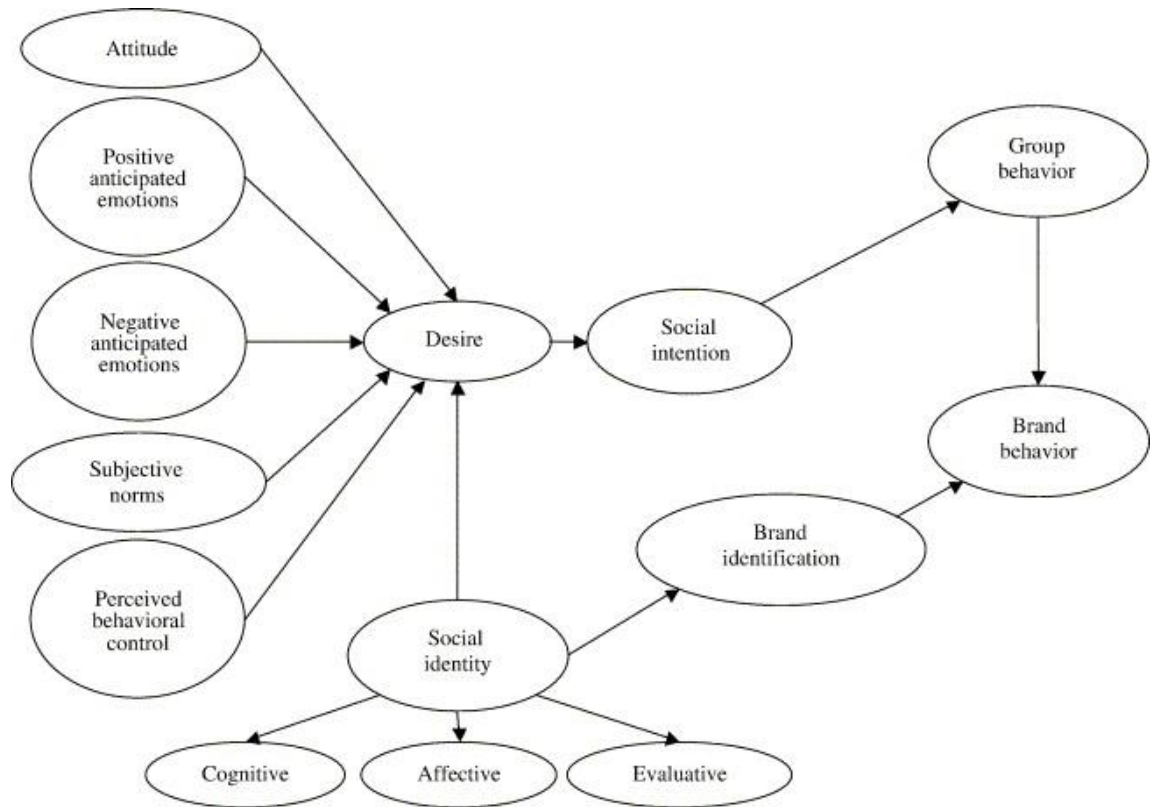 Attitude
Positive
anticipated
emotions
Negative
anticipated
emotions
Subjective
norms
Perceived
behavioral
control
Desire
Social
intention
Group
behavior
Brand
behavior
Brand
identification
Social
identity
Cognitive
Affective
Evaluative